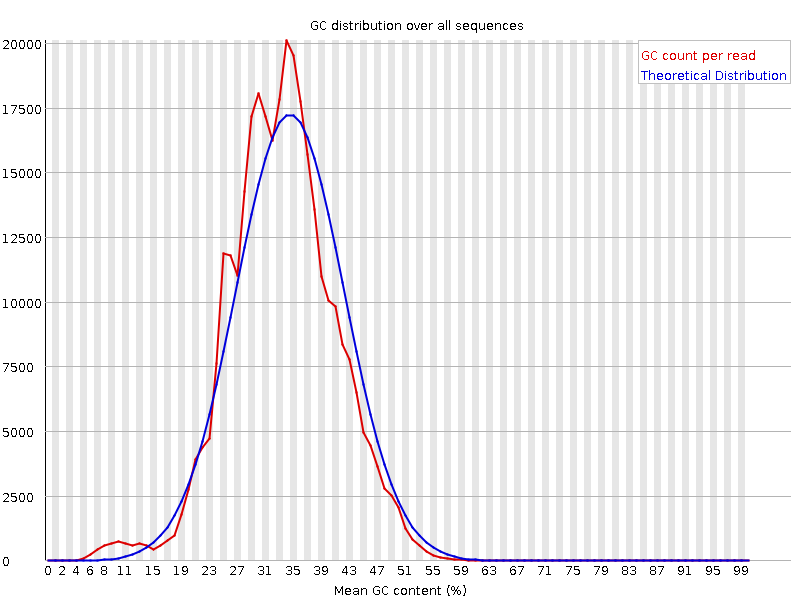 GC distribution over all sequences
GC count per read
Theoretical Distribution
20000
17500
15000
12500
10000
7500
5000
2500
0
0 2 4 6 8 11 15 19 23 27 31 35 39 43 47 51 55 59 63 67 71 75 79 83 87 91 95 99
Mean GC content (%)